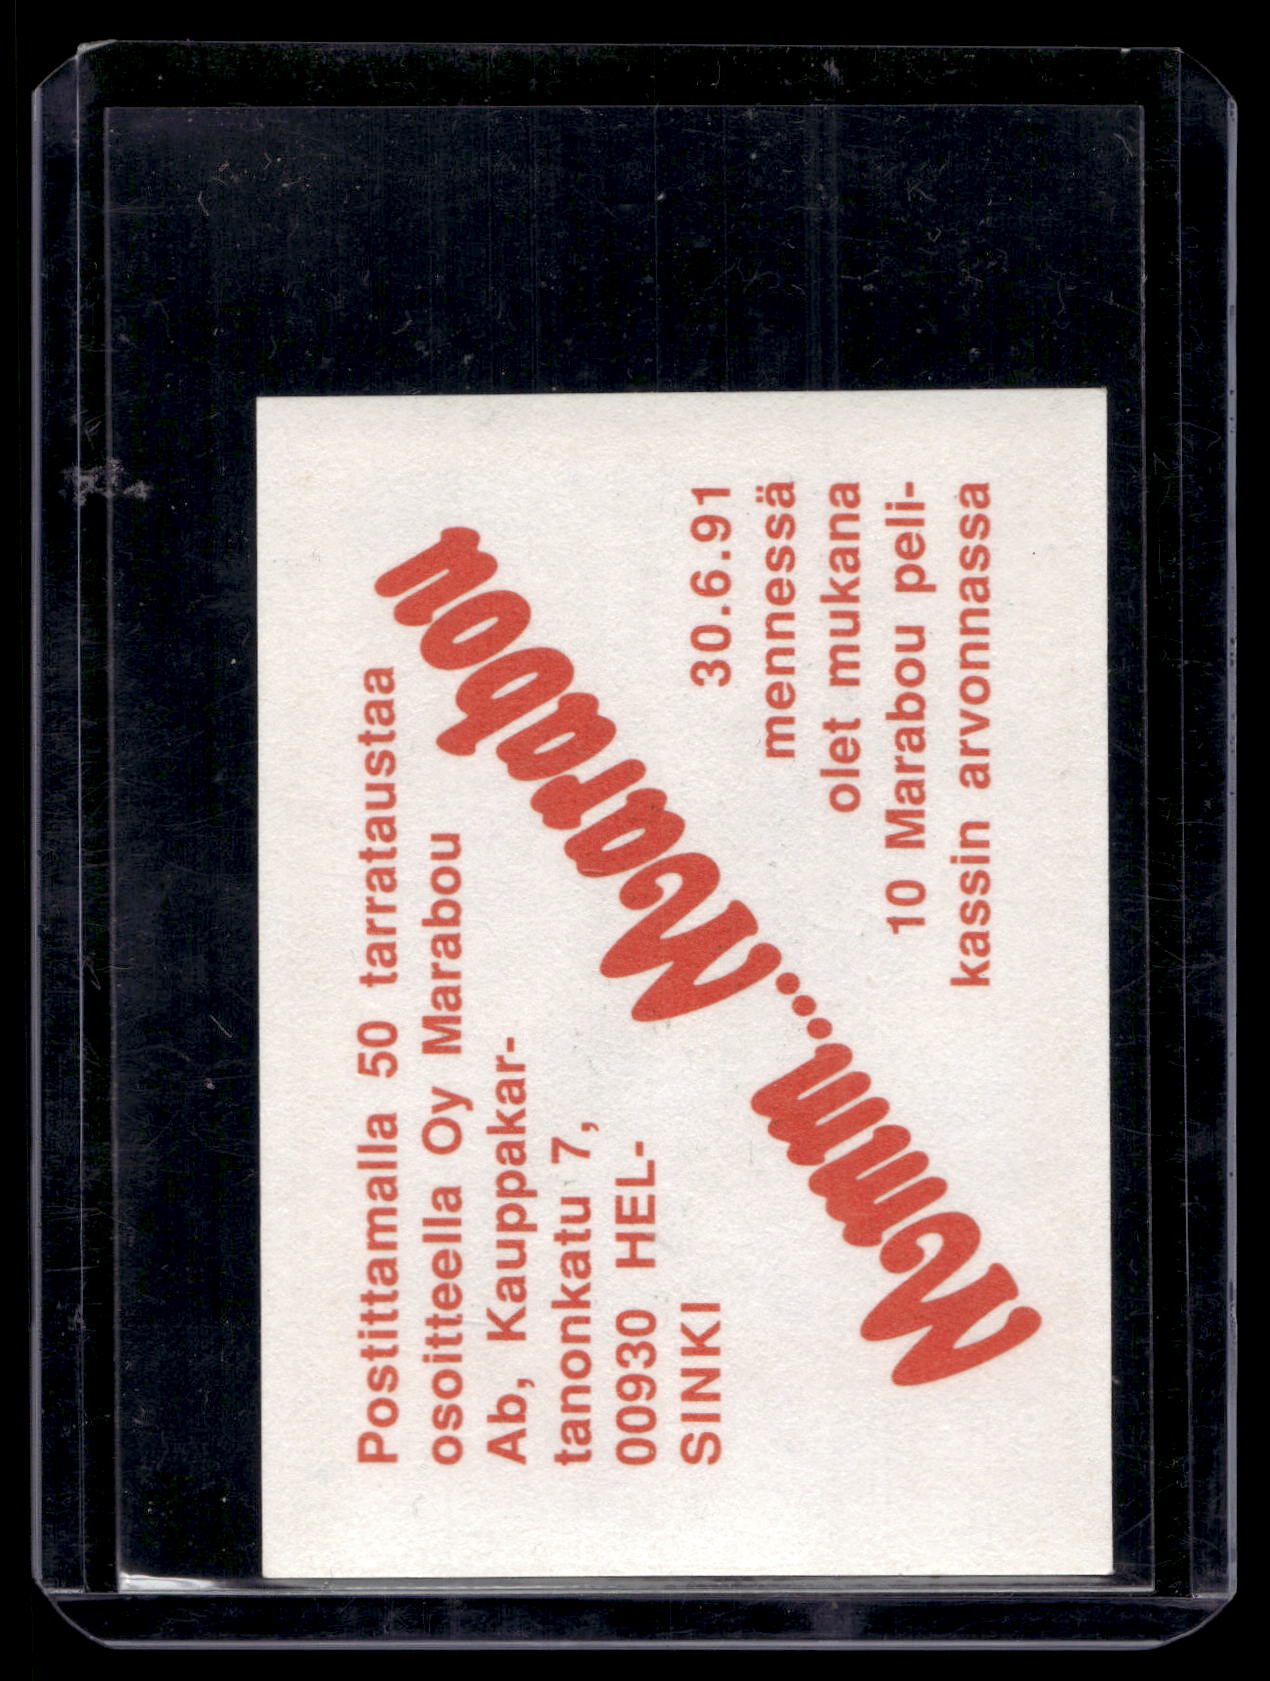 Postittamalla 50 tarrataustaa
osoitteella Oy Marabou
Ab, Kauppakar-
tanonkatu 7,
00930 HEL-
SINKI
Mmmm...Marabou
30.6.91
mennessä
olet mukana
10 Marabou peli-
kassin arvonnassa